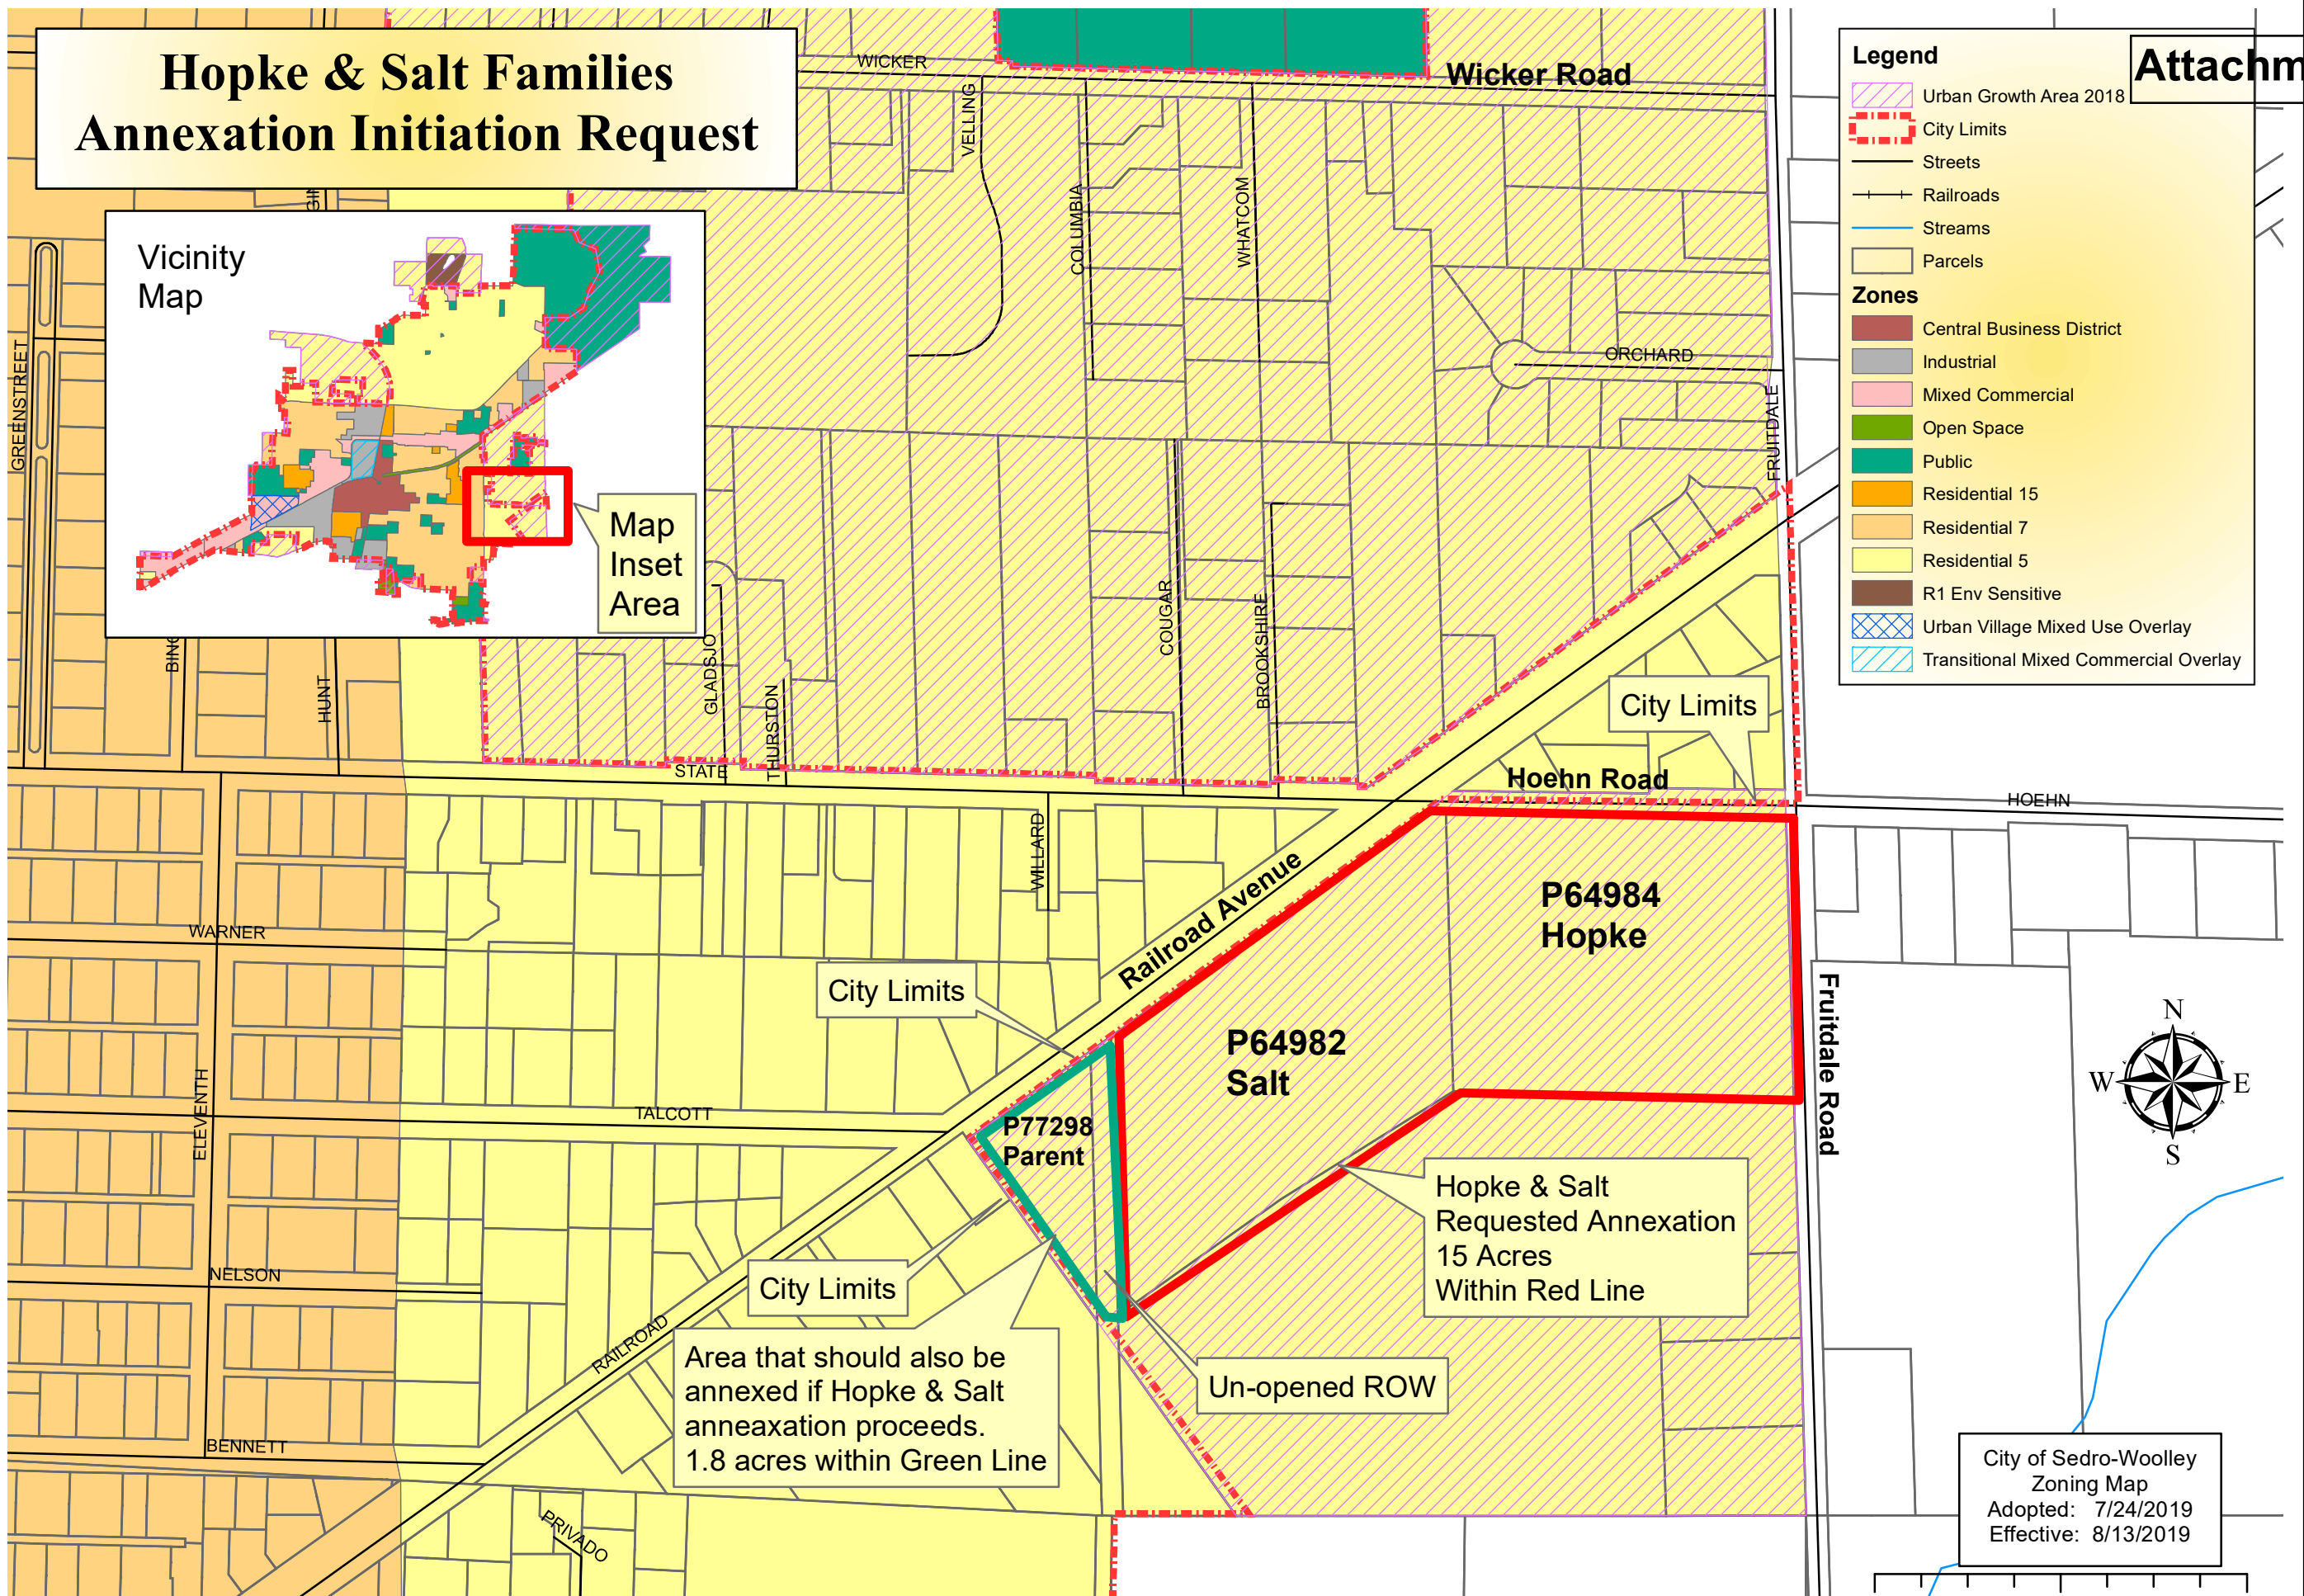 Hopke & Salt Families
Annexation Initiation Request
Attachm
Legend
Urban Growth Area 2018
City Limits
Streets
Railroads
Streams
Parcels
Zones
Central Business District
Industrial
Mixed Commercial
Open Space
Public
Residential 15
Residential 7
Residential 5
R1 Env Sensitive
Urban Village Mixed Use Overlay
Transitional Mixed Commercial Overlay
Vicinity
Map
Map
Inset
Area
WICKER
Wicker Road
VELLING
COLUMBIA
WHATCOM
ORCHARD
FRUITDALE
GREENSTREET
HUNT
GLADSJO
THURSTON
COUGAR
BROOKSHIRE
STATE
City Limits
Hoehn Road
HOEHN
WILLARD
Railroad Avenue
P64984
Hopke
WARNER
City Limits
P64982
Salt
Fruitdale Road
N
W
E
S
ELEVENTH
TALCOTT
P77298
Parent
Hopke & Salt
Requested Annexation
15 Acres
Within Red Line
NELSON
City Limits
RAILROAD
Area that should also be
annexed if Hopke & Salt
anneaxation proceeds.
1.8 acres within Green Line
Un-opened ROW
BENNETT
PRIVADO
City of Sedro-Woolley
Zoning Map
Adopted: 7/24/2019
Effective: 8/13/2019